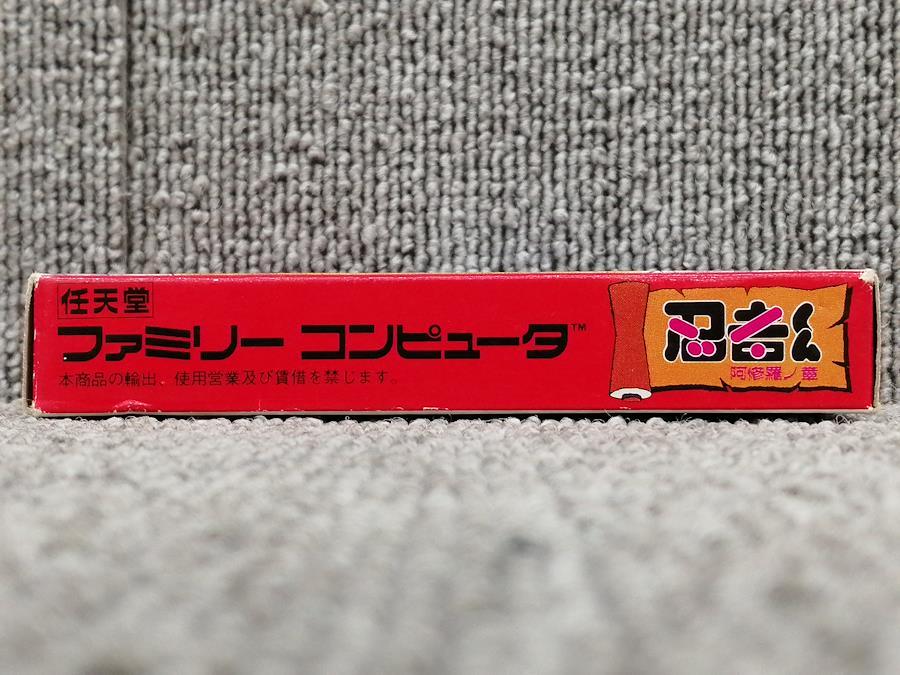 任天堂
ファミリー コンピュータ™
本商品の輸出、使用営業及び賃借を禁じます。
忍者くん
阿修羅ノ章